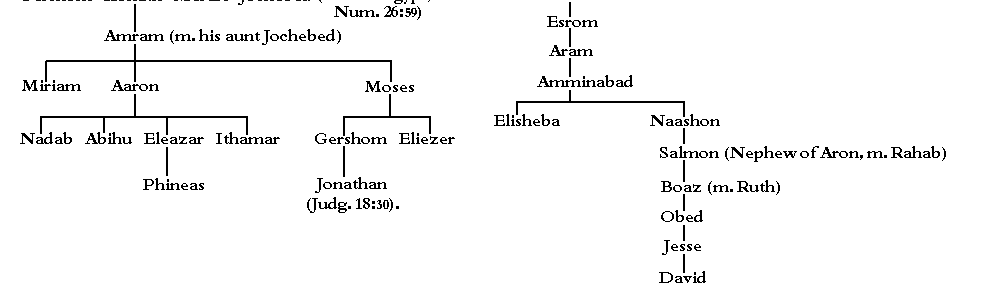 Num. 26:59)
Amram (m. his aunt Jochebed)
Miriam Aaron Moses
Nadab Abihu Eleazar Ithamar Gershom Eliezer
Phineas Jonathan
(Judg. 18:30).
Esrom
Aram
Amminabad
Elisheba Naashon
Salmon (Nephew of Aron, m. Rahab)
Boaz (m. Ruth)
Obed
Jesse
David